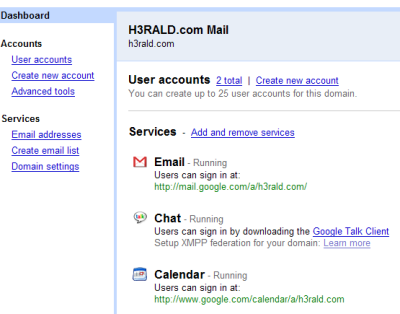 Dashboard
Accounts
User accounts
Create new account
Advanced tools
Services
Email addresses
Create email list
Domain settings
H3RALD.com Mail
h3rald.com
User accounts 2 total | Create new account
You can create up to 25 user accounts for this domain.
Services - Add and remove services
Email - Running
Users can sign in at:
http://mail.google.com/a/h3rald.com/
Chat - Running
Users can sign in by downloading the Google Talk Client
Setup XMPP federation for your domain: Learn more
Calendar - Running
Users can sign in at:
http://www.google.com/calendar/a/h3rald.com